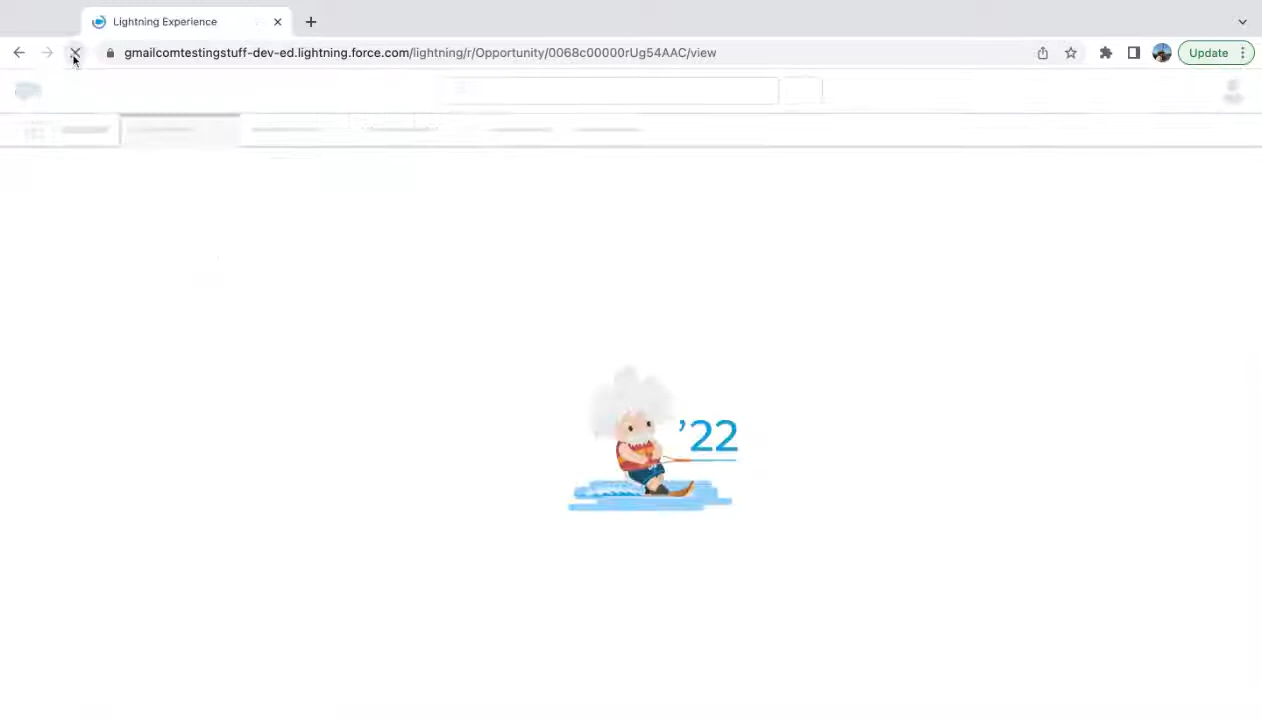 Lightning Experience
gmailcomtestingstuff-dev-ed.lightning.force.com/lightning/r/Opportunity/0068c00000rUg54AAC/view
Update
’22